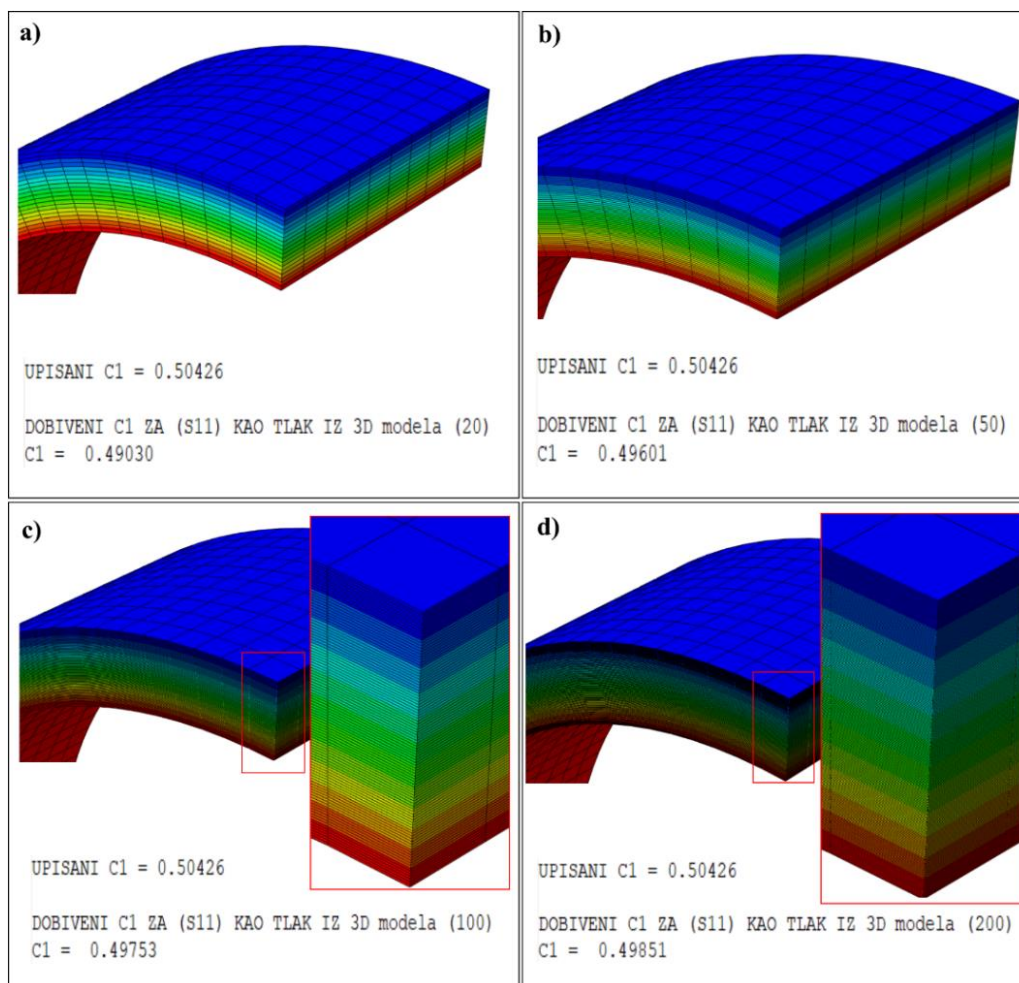 a)
UPISANI C1 = 0.50426
DOBIVENI C1 ZA (S11) KAO TLAK IZ 3D modela (20)
C1 = 0.49030
b)
UPISANI C1 = 0.50426
DOBIVENI C1 ZA (S11) KAO TLAK IZ 3D modela (50)
C1 = 0.49601
c)
UPISANI C1 = 0.50426
DOBIVENI C1 ZA (S11) KAO TLAK IZ 3D modela (100)
C1 = 0.49753
d)
UPISANI C1 = 0.50426
DOBIVENI C1 ZA (S11) KAO TLAK IZ 3D modela (200)
C1 = 0.49851